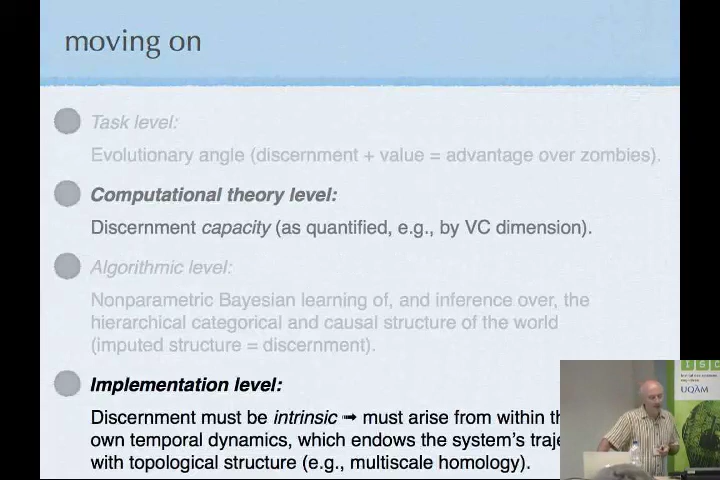 moving on
Task level:
Evolutionary angle (discernment + value = advantage over zombies).
Computational theory level:
Discernment capacity (as quantified, e.g., by VC dimension).
Algorithmic level:
Nonparametric Bayesian learning of, and inference over, the
hierarchical categorical and causal structure of the world
(imputed structure = discernment).
Implementation level:
Discernment must be intrinsic ➞ must arise from within
own temporal dynamics, which endows the system's
with topological structure (e.g., multiscale homology).
ISC
UQÀM